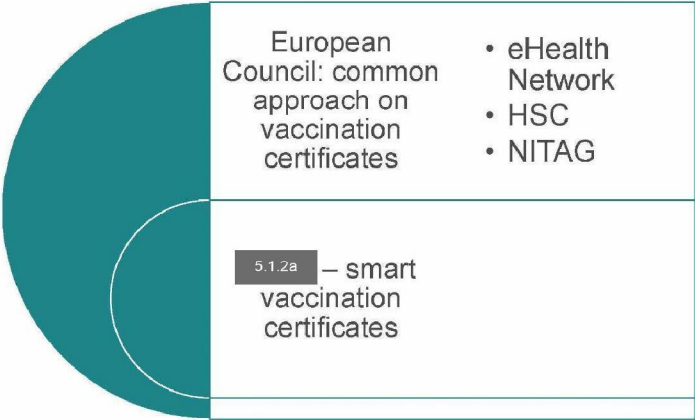 European
Council: common
approach on
vaccination
certificates
• eHealth
Network
• HSC
• NITAG
5.1.2a – smart
vaccination
certificates